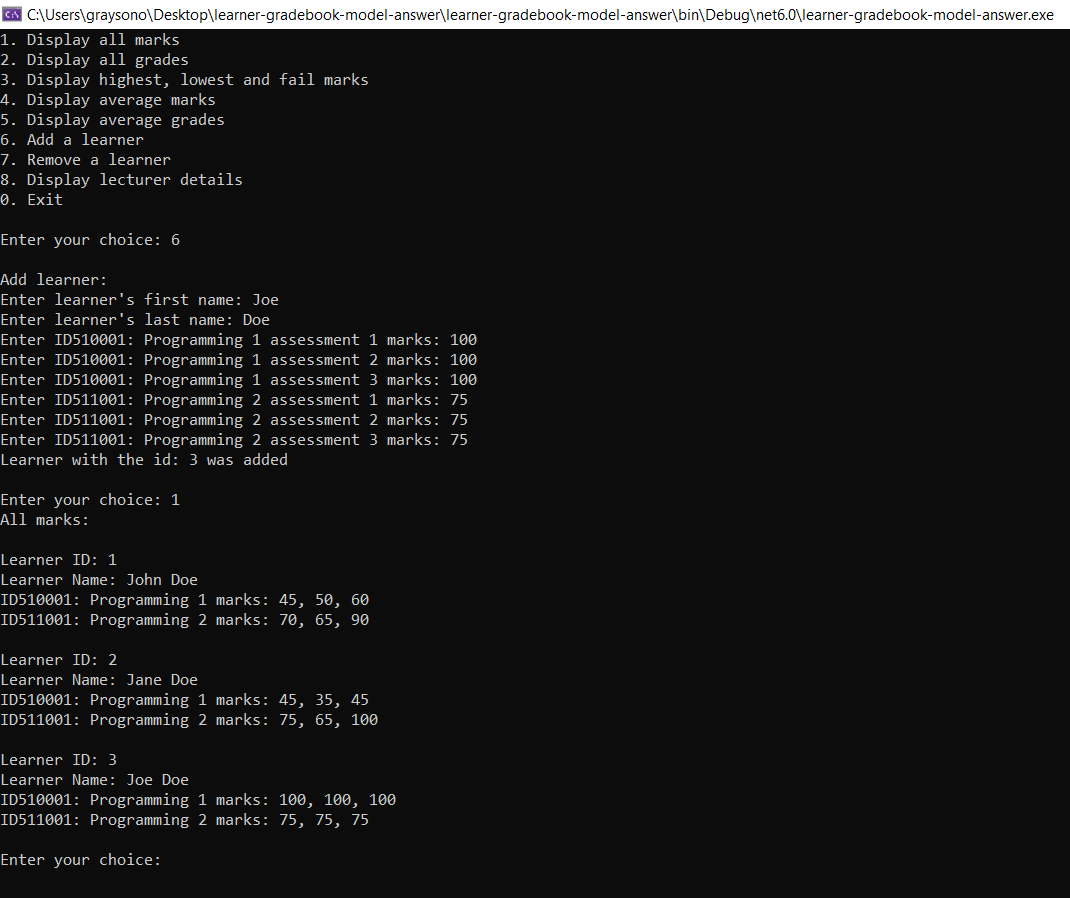 C:\Users\graysono\Desktop\learner-gradebook-model-answer\learner-gradebook-model-answer\bin\Debug\net6.0\learner-gradebook-model-answer.exe
1. Display all marks
2. Display all grades
3. Display highest, lowest and fail marks
4. Display average marks
5. Display average grades
6. Add a learner
7. Remove a learner
8. Display lecturer details
0. Exit
Enter your choice: 6
Add learner:
Enter learner's first name: Joe
Enter learner's last name: Doe
Enter ID510001: Programming 1 assessment 1 marks: 100
Enter ID510001: Programming 1 assessment 2 marks: 100
Enter ID510001: Programming 1 assessment 3 marks: 100
Enter ID511001: Programming 2 assessment 1 marks: 75
Enter ID511001: Programming 2 assessment 2 marks: 75
Enter ID511001: Programming 2 assessment 3 marks: 75
Learner with the id: 3 was added
Enter your choice: 1
All marks:
Learner ID: 1
Learner Name: John Doe
ID510001: Programming 1 marks: 45, 50, 60
ID511001: Programming 2 marks: 70, 65, 90
Learner ID: 2
Learner Name: Jane Doe
ID510001: Programming 1 marks: 45, 35, 45
ID511001: Programming 2 marks: 75, 65, 100
Learner ID: 3
Learner Name: Joe Doe
ID510001: Programming 1 marks: 100, 100, 100
ID511001: Programming 2 marks: 75, 75, 75
Enter your choice: